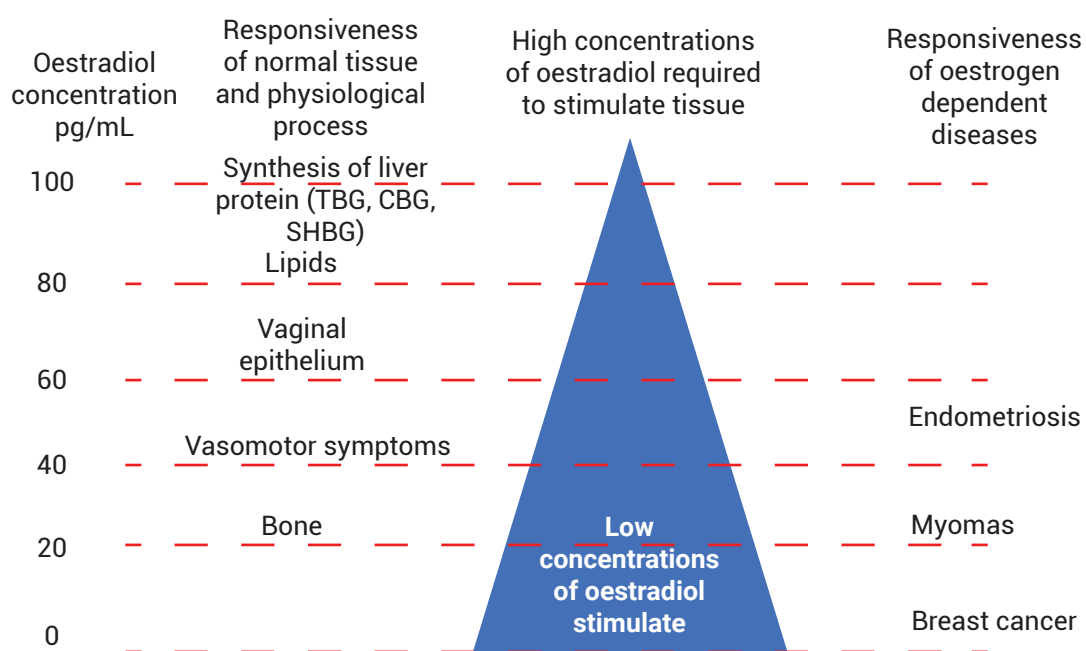 Oestradiol
concentration
pg/mL
Responsiveness
of normal tissue
and physiological
process
High concentrations
of oestradiol required
to stimulate tissue
Responsiveness
of oestrogen
dependent
diseases
100
Synthesis of liver
protein (TBG, CBG,
SHBG)
Lipids
80
Vaginal
epithelium
60
Endometriosis
Vasomotor symptoms
40
Bone
Low
concentrations
of oestradiol
stimulate
Myomas
20
Breast cancer
0